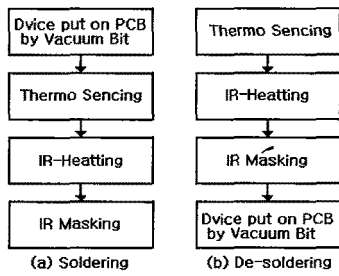 Dvice put on PCB
by Vacuum Bit
Thermo Sencing
IR-Heatting
IR Masking
(a) Soldering
Thermo Sencing
IR-Heatting
IR Masking
Dvice put on PCB
by Vacuum Bit
(b) De-soldering